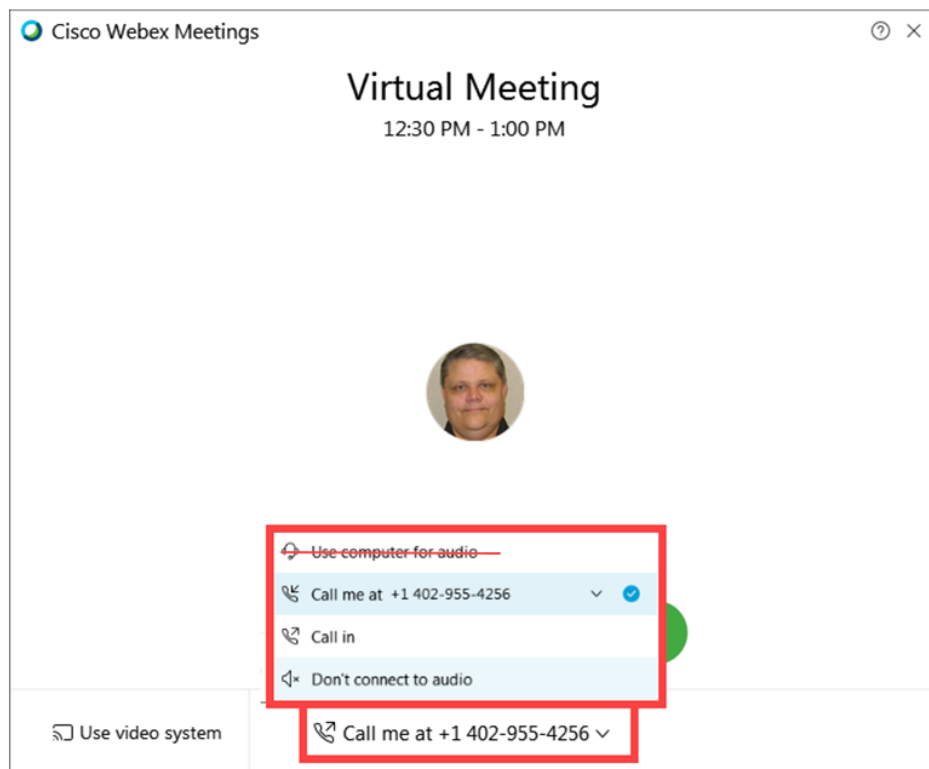 Cisco Webex Meetings
Virtual Meeting
12:30 PM - 1:00 PM
Use computer for audio
Call me at +1 402-955-4256
Call in
Don't connect to audio
Use video system
Call me at +1 402-955-4256